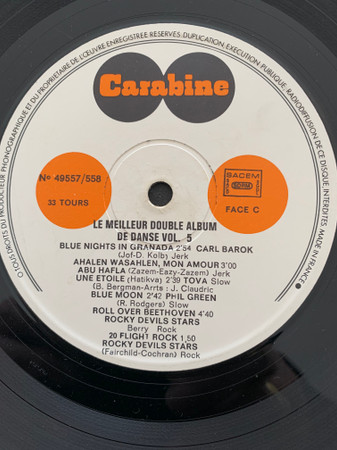 TOUS DROITS DU PRODUCTEUR PHONOGRAPHIQUE ET DU PROPRIETAIRE DE L'ŒUVRE ENREGISTREE RESERVES. DUPLICATION. EXECUTION PUBLIQUE. RADIODIFFUSION DE CE DISQUE INTERDITES. MADE IN FRANCE
Carabine
No 49557/558
33 TOURS
SACEM
SDRM
FACE C
LE MEILLEUR DOUBLE ALBUM
DE DANSE VOL. 5
BLUE NIGHTS IN GRANADA 2'54 CARL BAROK
(Jof-D. Kolb) Jerk
AHALEN WASAHLEN, MON AMOUR 3'00
ABU HAFLA (Zazem-Eazy-Zazem) Jerk
UNE ETOILE (Hatikva) 2'39 TOVA Slow
(B. Bergman-Arrts : J. Claudric
BLUE MOON 2'42 PHIL GREEN
(R. Rodgers) Slow
ROLL OVER BEETHOVEN 4'40
ROCKY DEVILS STARS
Berry Rock
20 FLIGHT ROCK 1,50
ROCKY DEVILS STARS
(Fairchild-Cochran) Rock